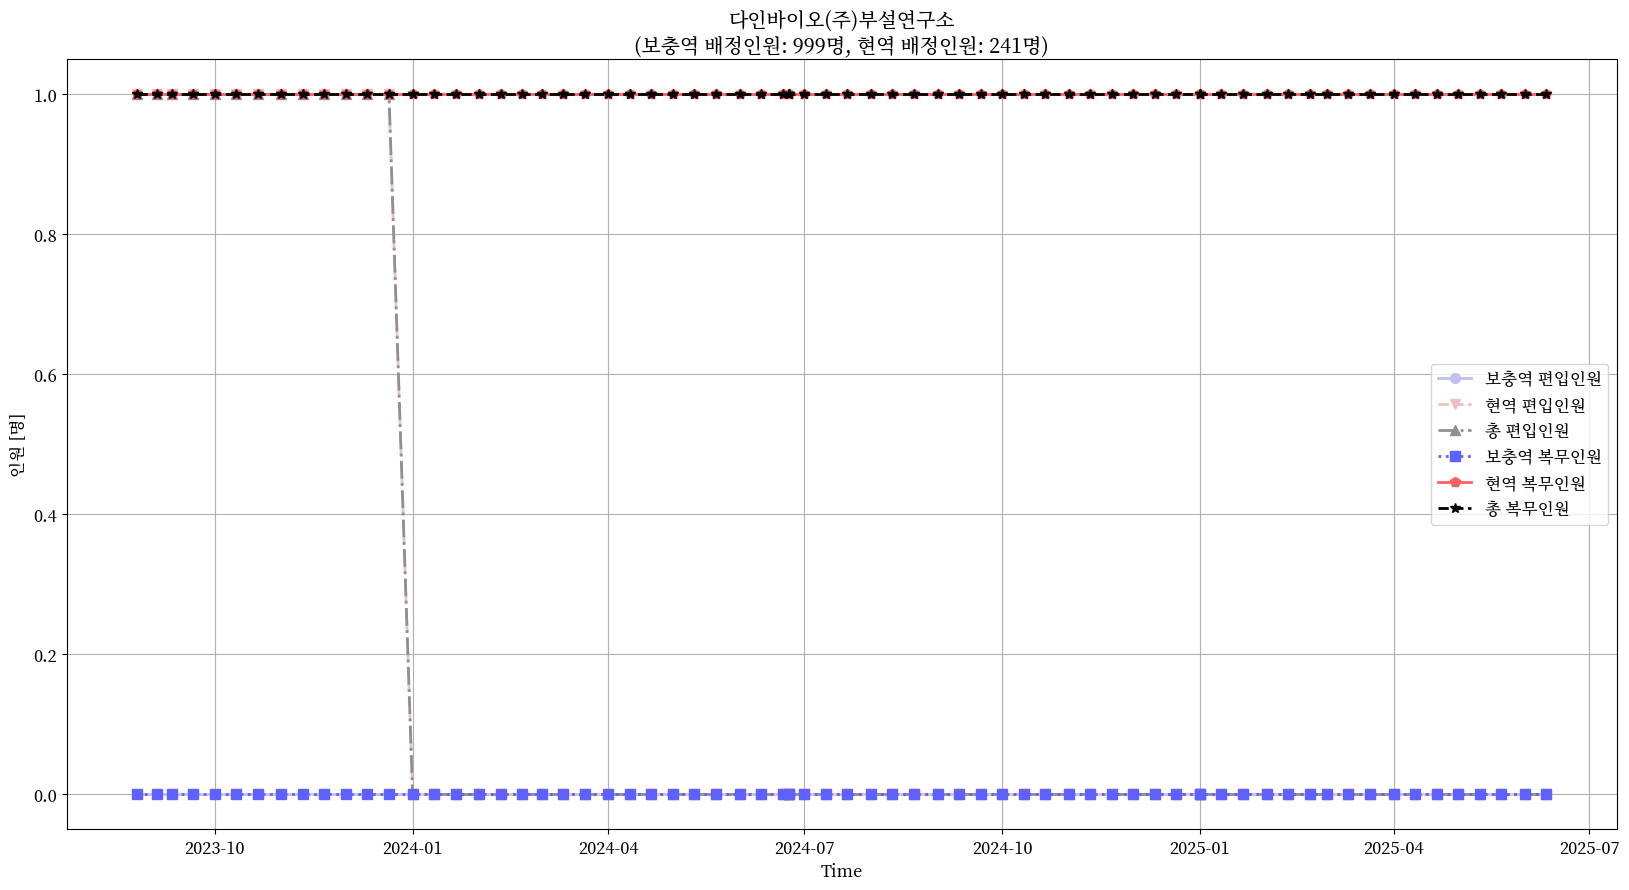 다인바이오(주)부설연구소
(보충역 배정인원: 999명, 현역 배정인원: 241명)
1.0
0.8
0.6
0.4
0.2
0.0
인원 [명]
보충역 편입인원
현역 편입인원
총 편입인원
보충역 복무인원
현역 복무인원
총 복무인원
2023-10
2024-01
2024-04
2024-07
2024-10
2025-01
2025-04
2025-07
Time